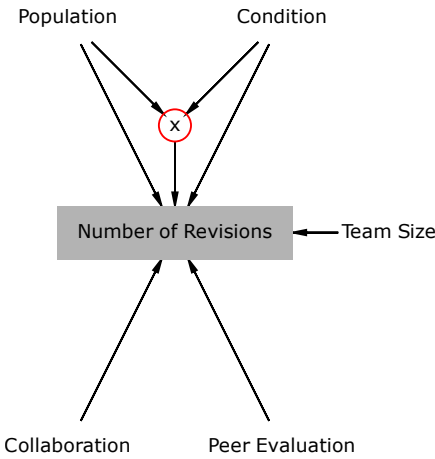 Population
Condition
x
Number of Revisions
Team Size
Collaboration
Peer Evaluation